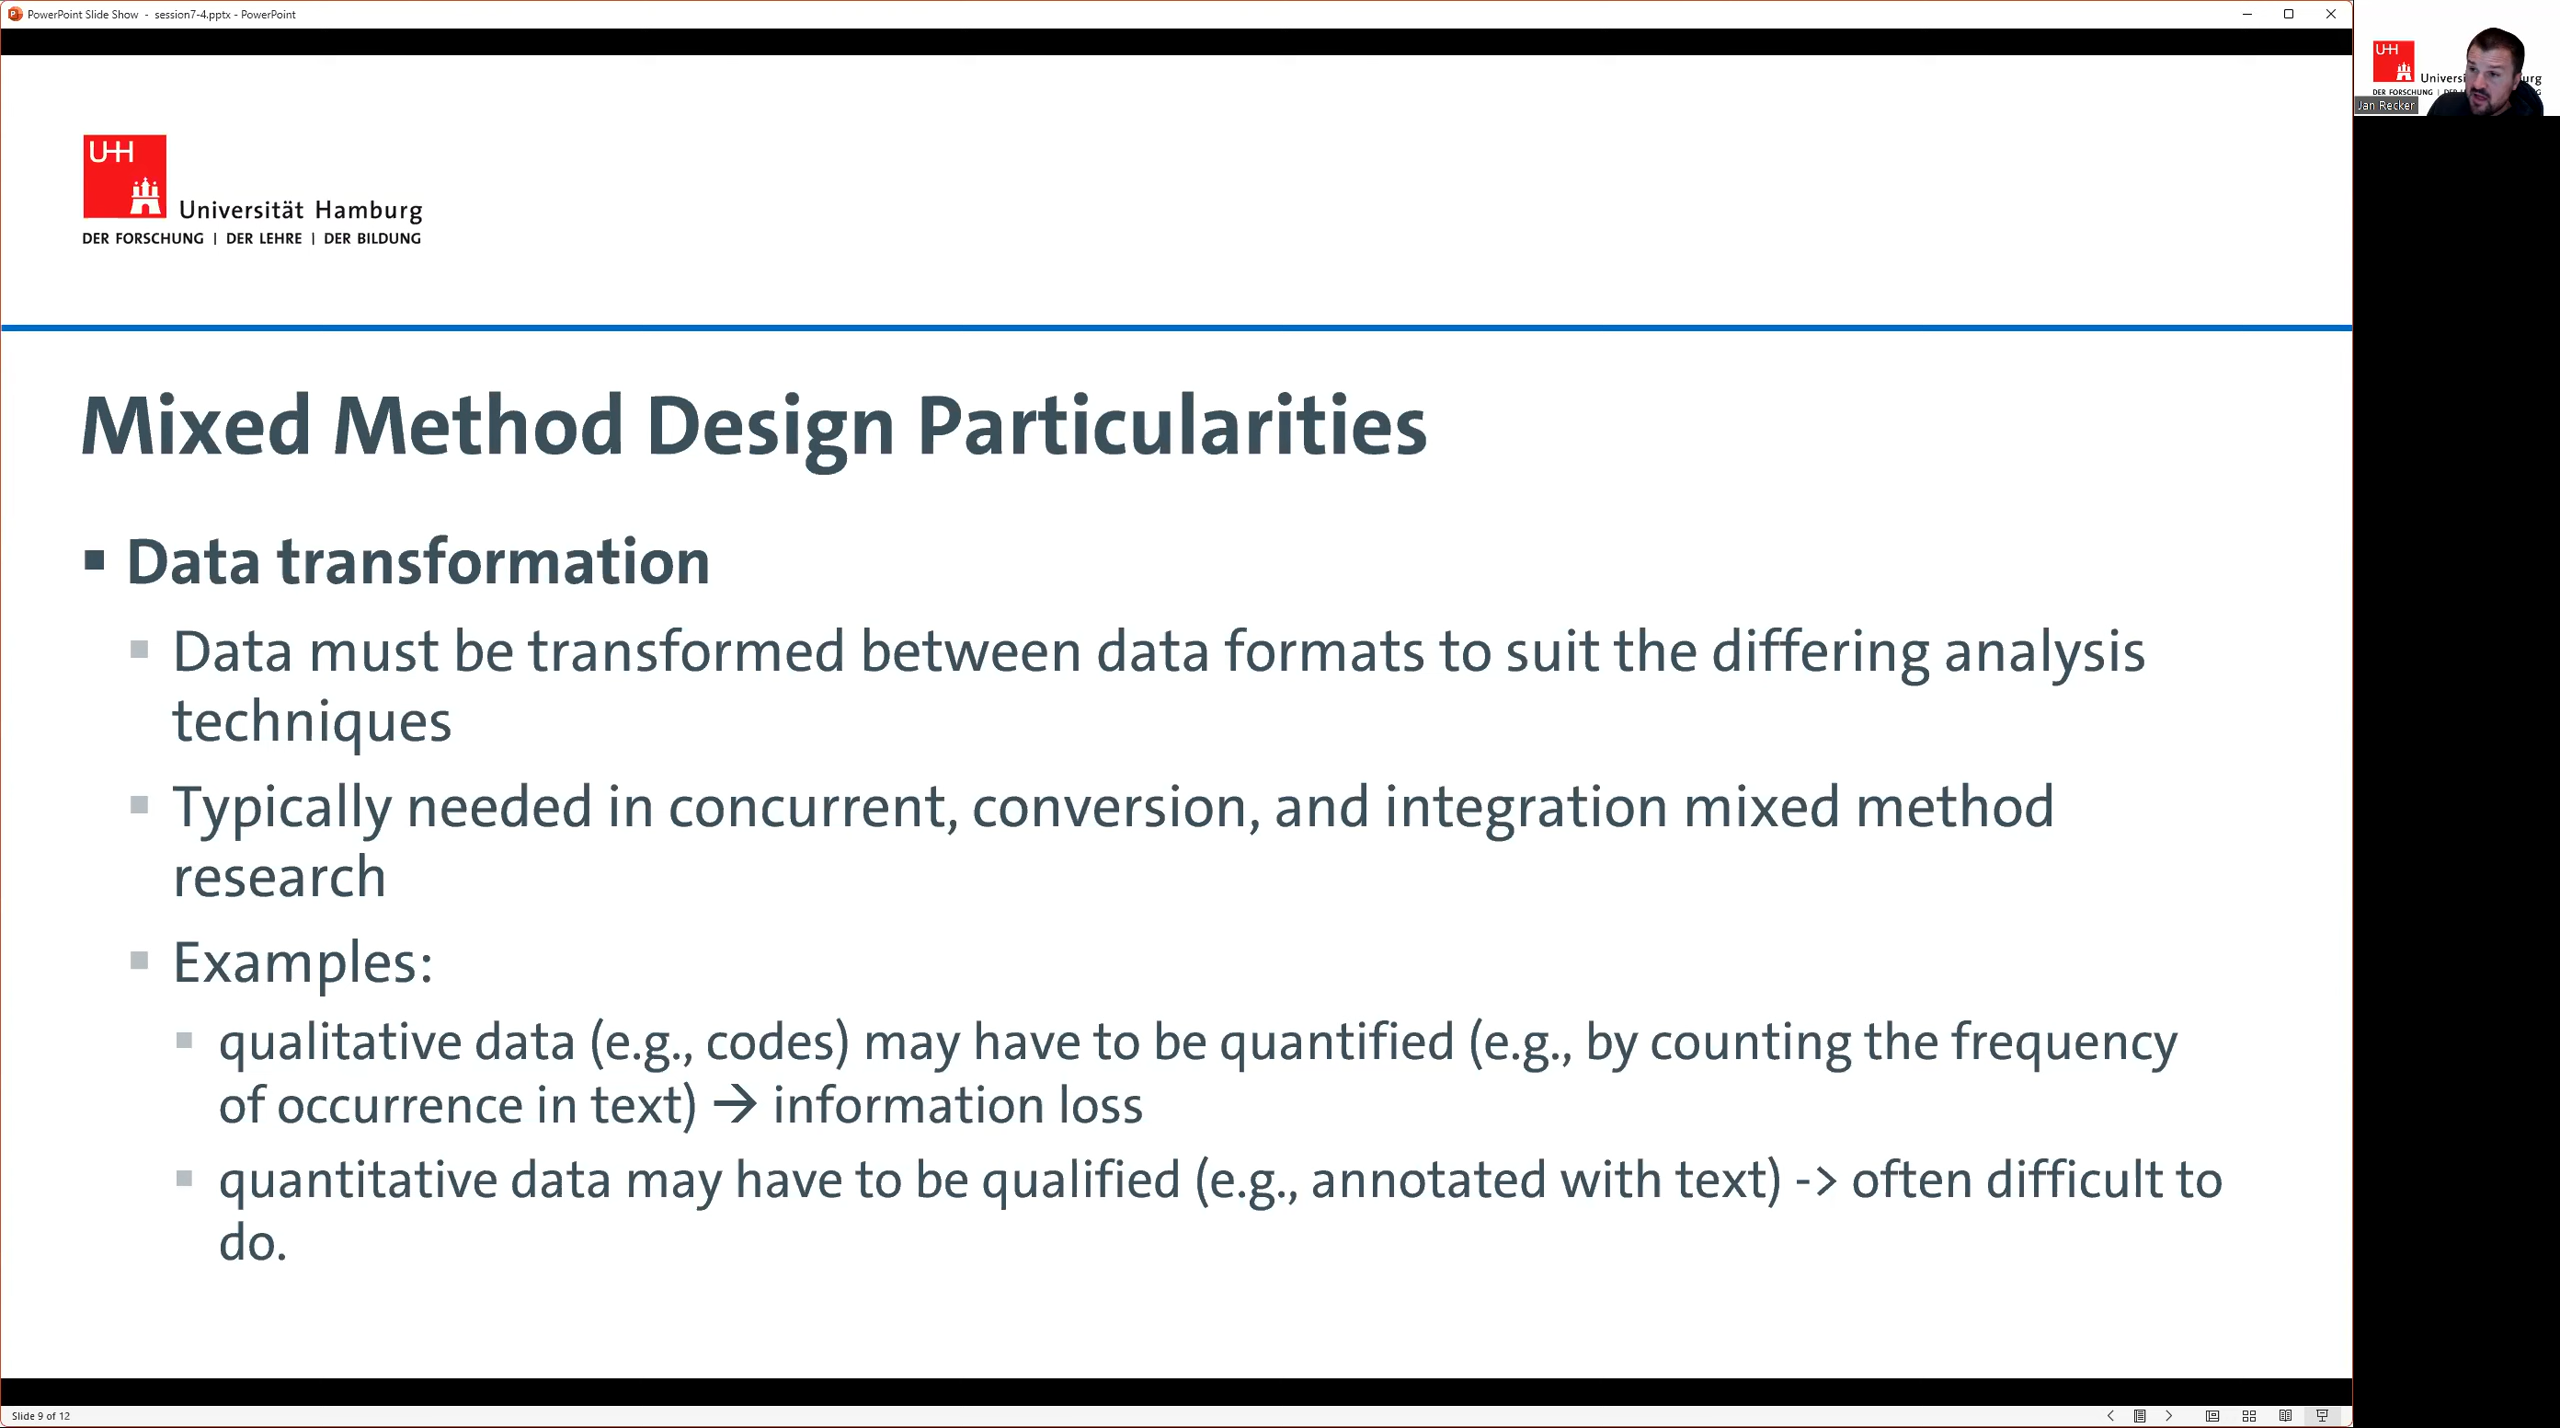 PowerPoint Slide Show - session7-4.pptx - PowerPoint
UHH
Universität Hamburg
DER FORSCHUNG | DER LEHRE | DER BILDUNG
Mixed Method Design Particularities
Data transformation
Data must be transformed between data formats to suit the differing analysis
techniques
Typically needed in concurrent, conversion, and integration mixed method
research
Examples:
qualitative data (e.g., codes) may have to be quantified (e.g., by counting the frequency
of occurrence in text) → information loss
quantitative data may have to be qualified (e.g., annotated with text) -> often difficult to
do.
Slide 9 of 12
UHH
DER FORSCHUNG |
Jan Recker